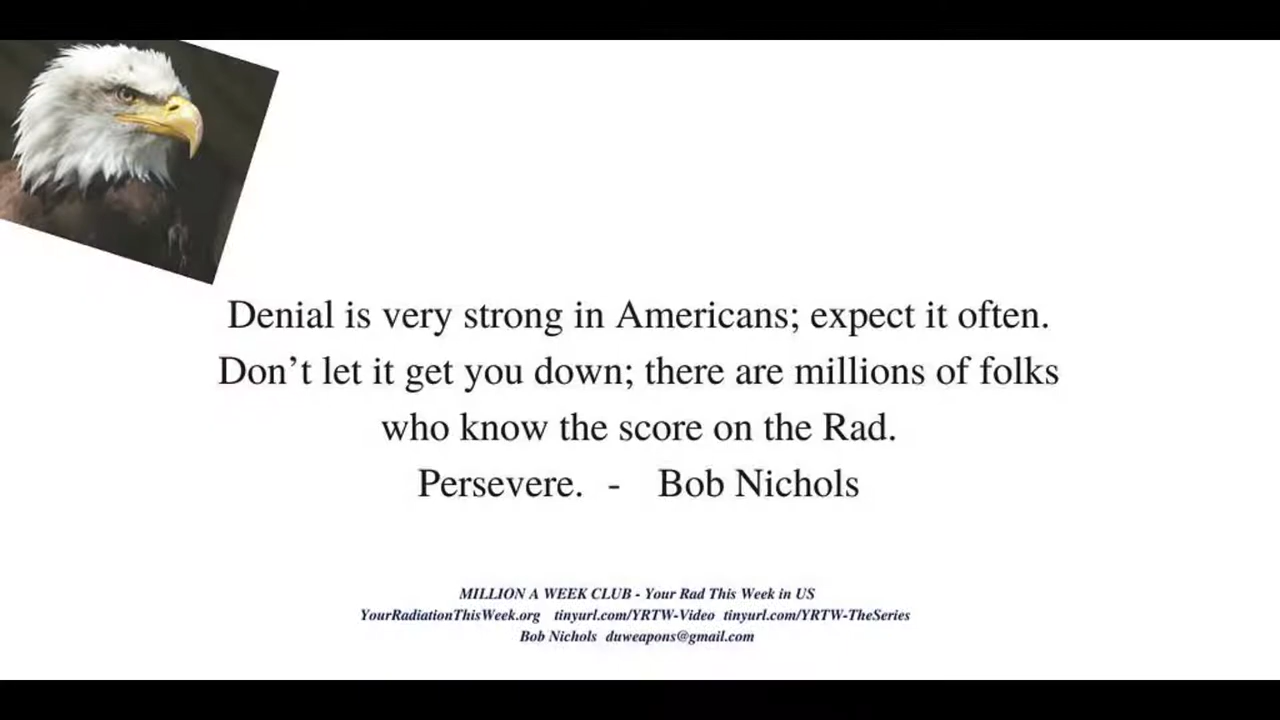 Denial is very strong in Americans; expect it often.
Don’t let it get you down; there are millions of folks
who know the score on the Rad.
Persevere. - Bob Nichols
MILLION A WEEK CLUB - Your Rad This Week in US
YourRadiationThisWeek.org tinyurl.com/YRTW-Video tinyurl.com/YRTW-TheSeries
Bob Nichols duweapons@gmail.com